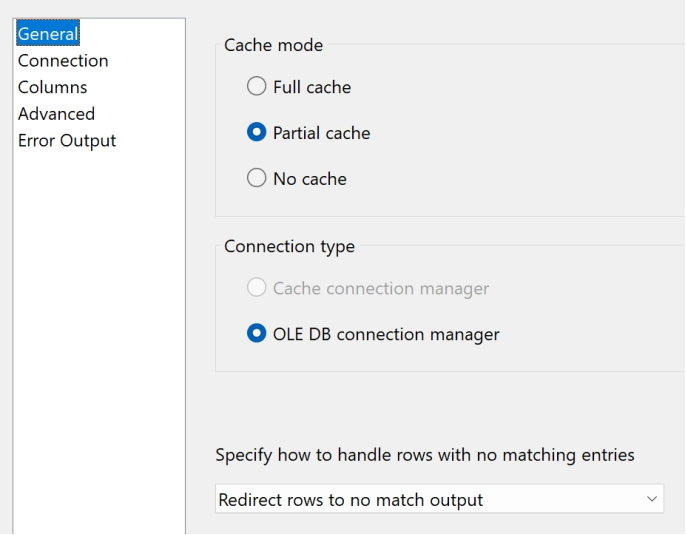 General
Connection
Columns
Advanced
Error Output
Cache mode
Full cache
Partial cache
No cache
Connection type
Cache connection manager
OLE DB connection manager
Specify how to handle rows with no matching entries
Redirect rows to no match output